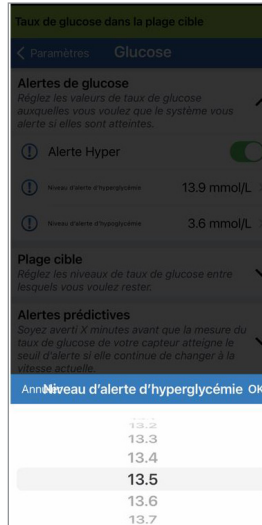 Taux de glucose dans la plage cible
Paramètres Glucose
Alertes de glucose
Réglez les valeurs de taux de glucose
auxquelles vous voulez que le système vous
alerte si elles sont atteintes.
Alerte Hyper
Niveau d'alerte d'hyperglycémie 13.9 mmol/L
Niveau d'alerte d'hypoglycémie 3.6 mmol/L
Plage cible
Réglez les niveaux de taux de glucose entre
lesquels vous voulez rester.
Alertes prédictives
Soyez averti X minutes avant que la mesure du
taux de glucose de votre capteur atteigne le
seuil d'alerte si elle continue de changer à la
vitesse actuelle.
Niveau d'alerte d'hyperglycémie OK
13.2
13.3
13.4
13.5
13.6
13.7